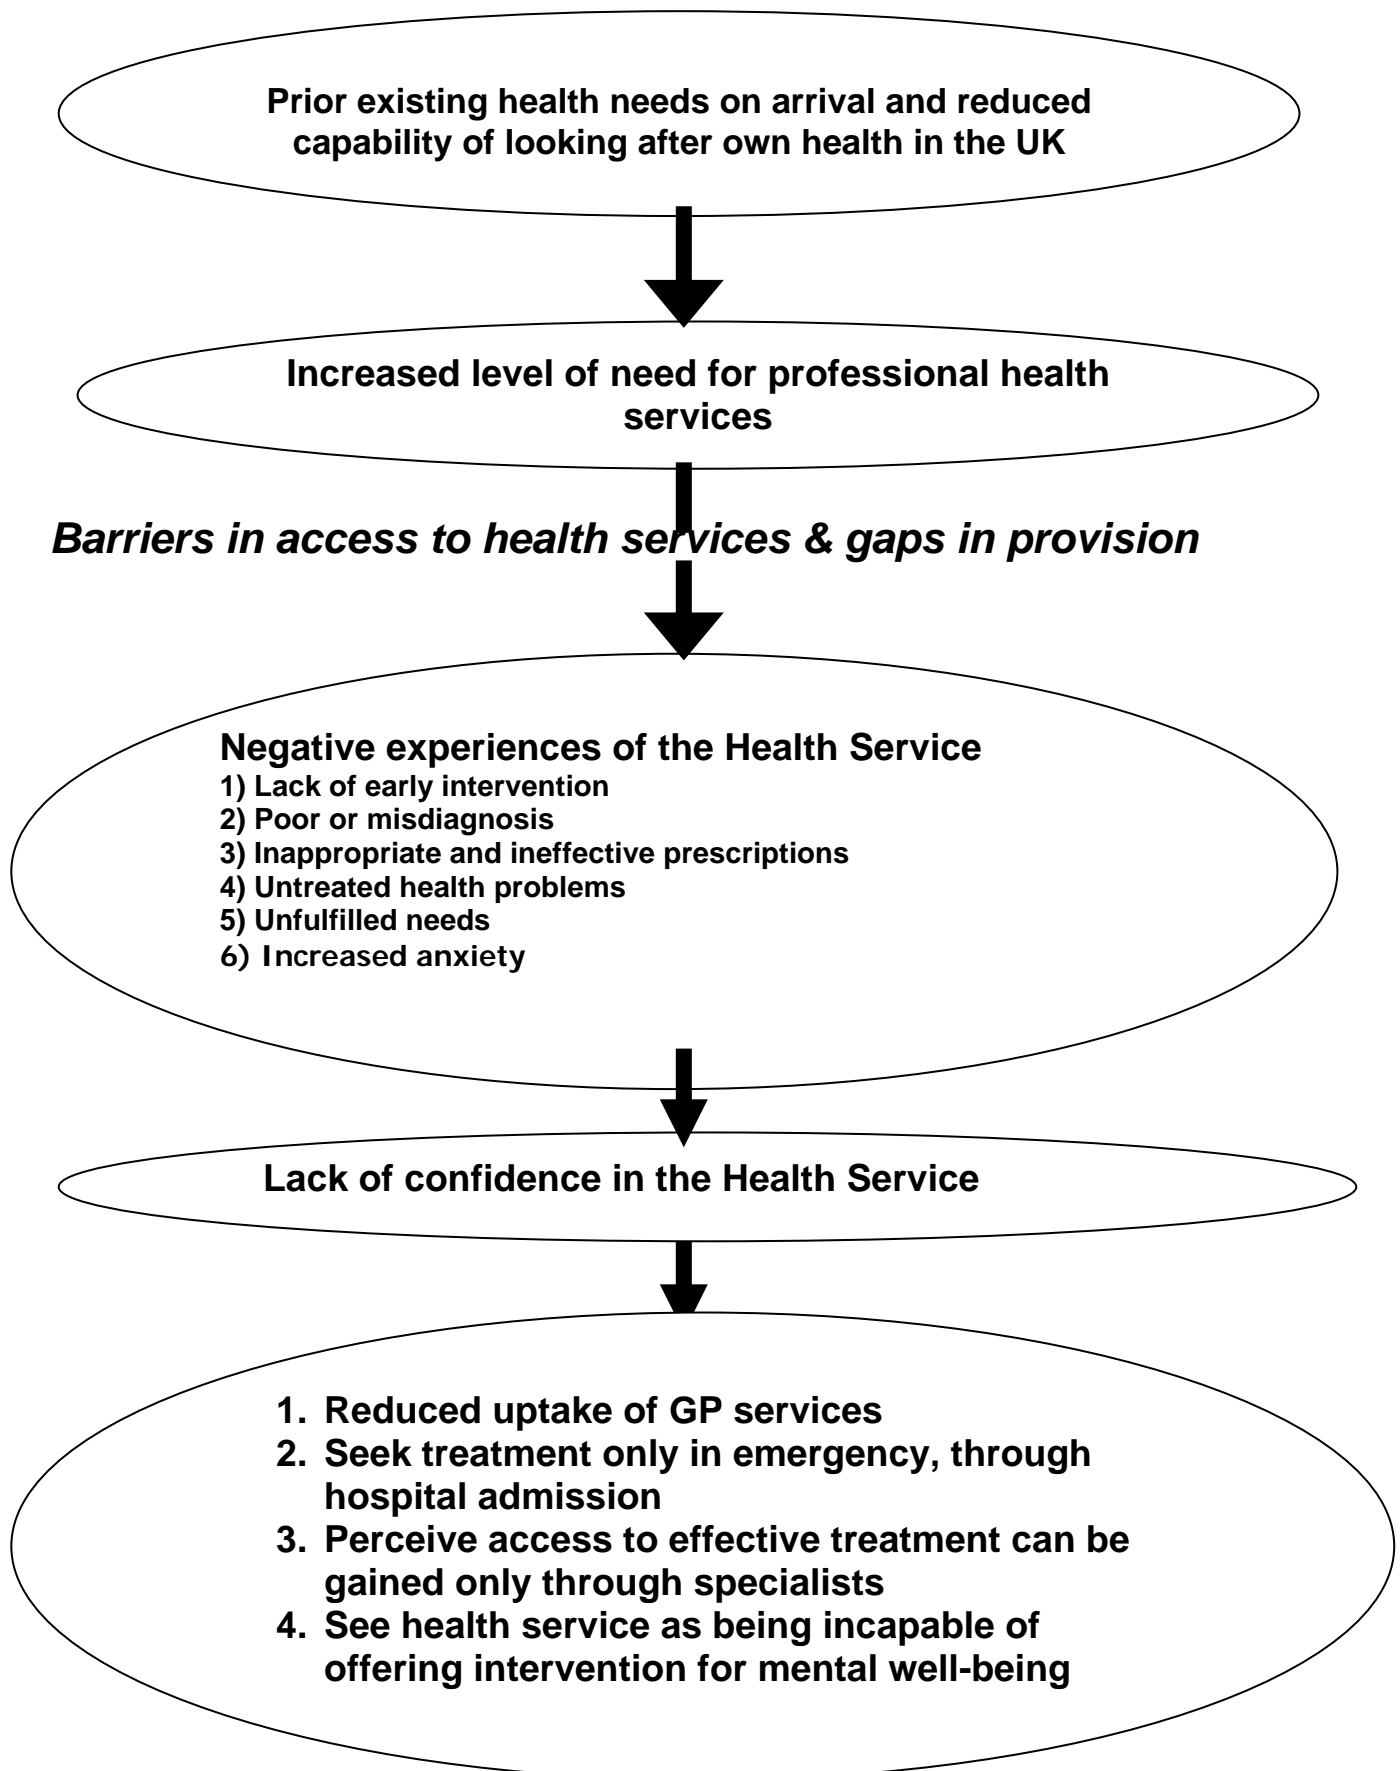 Prior existing health needs on arrival and reduced
capability of looking after own health in the UK
Increased level of need for professional health
services
Barriers in access to health services & gaps in provision
Negative experiences of the Health Service
1) Lack of early intervention
2) Poor or misdiagnosis
3) Inappropriate and ineffective prescriptions
4) Untreated health problems
5) Unfulfilled needs
6) Increased anxiety
Lack of confidence in the Health Service
1. Reduced uptake of GP services
2. Seek treatment only in emergency, through
hospital admission
3. Perceive access to effective treatment can be
gained only through specialists
4. See health service as being incapable of
offering intervention for mental well-being